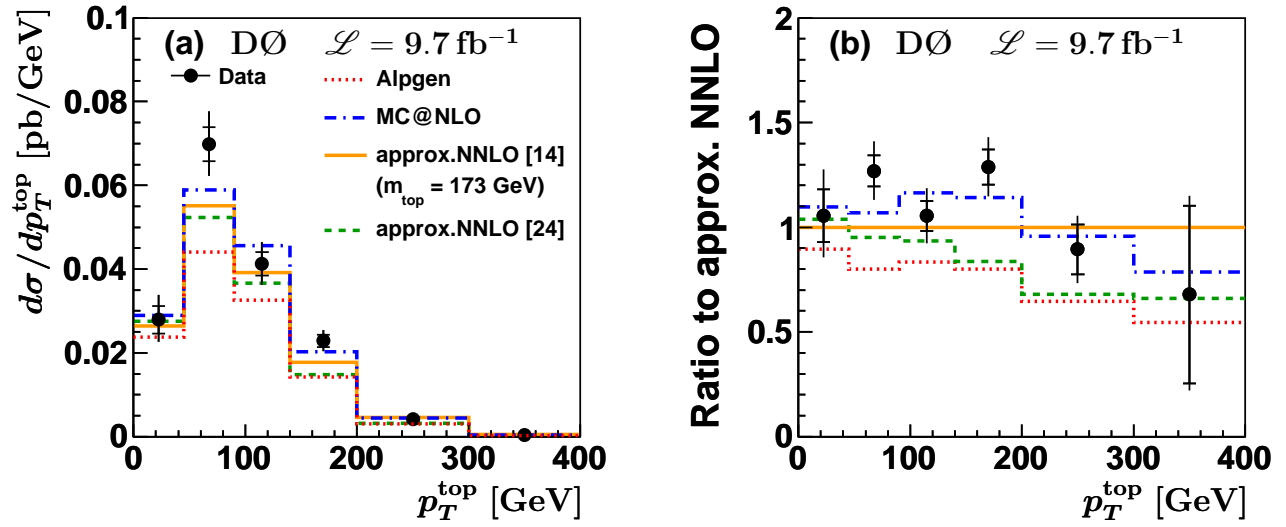 (a) DØ ℒ = 9.7 fb⁻¹
Data
Alpgen
MC@NLO
approx.NNLO [14]
(m_top = 173 GeV)
approx.NNLO [24]
dσ/dp_T^top [pb/GeV]
0.1
0.08
0.06
0.04
0.02
0
0 100 200 300 400
p_T^top [GeV]
(b) DØ ℒ = 9.7 fb⁻¹
Ratio to approx. NNLO
2
1.5
1
0.5
0
0 100 200 300 400
p_T^top [GeV]